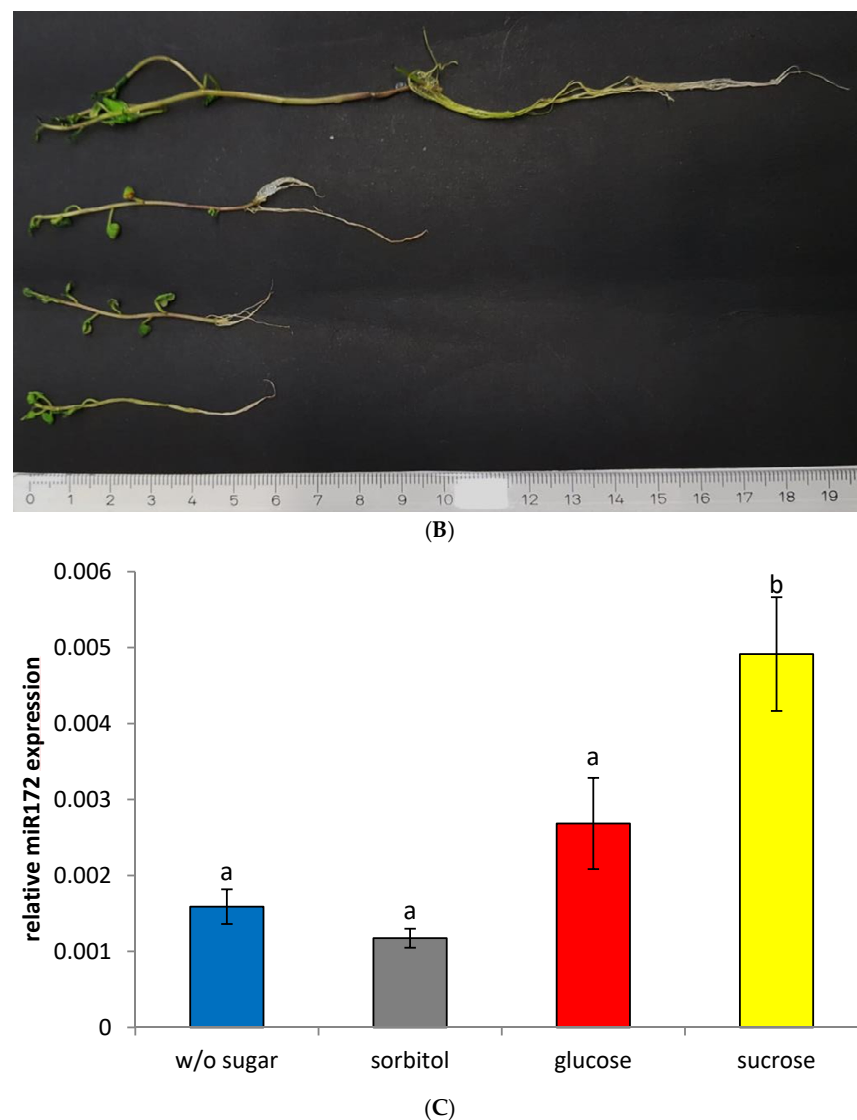 0 1 2 3 4 5 6 7 8 9 10 12 13 14 15 16 17 18 19
(B)
0.006
b
0.005
0.004
a
0.003
0.002
a
a
0.001
0
relative miR172 expression
w/o sugar sorbitol glucose sucrose
(C)